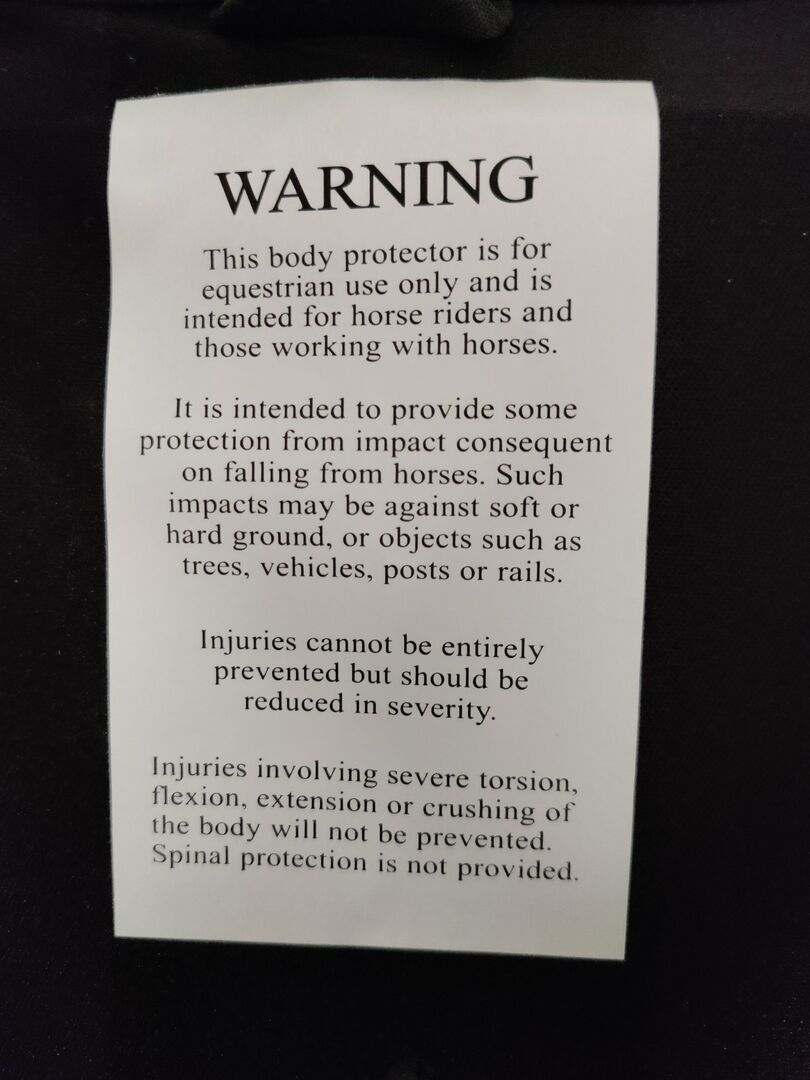 WARNING
This body protector is for
equestrian use only and is
intended for horse riders and
those working with horses.
It is intended to provide some
protection from impact consequent
on falling from horses. Such
impacts may be against soft or
hard ground, or objects such as
trees, vehicles, posts or rails.
Injuries cannot be entirely
prevented but should be
reduced in severity.
Injuries involving severe torsion,
flexion, extension or crushing of
the body will not be prevented.
Spinal protection is not provided.